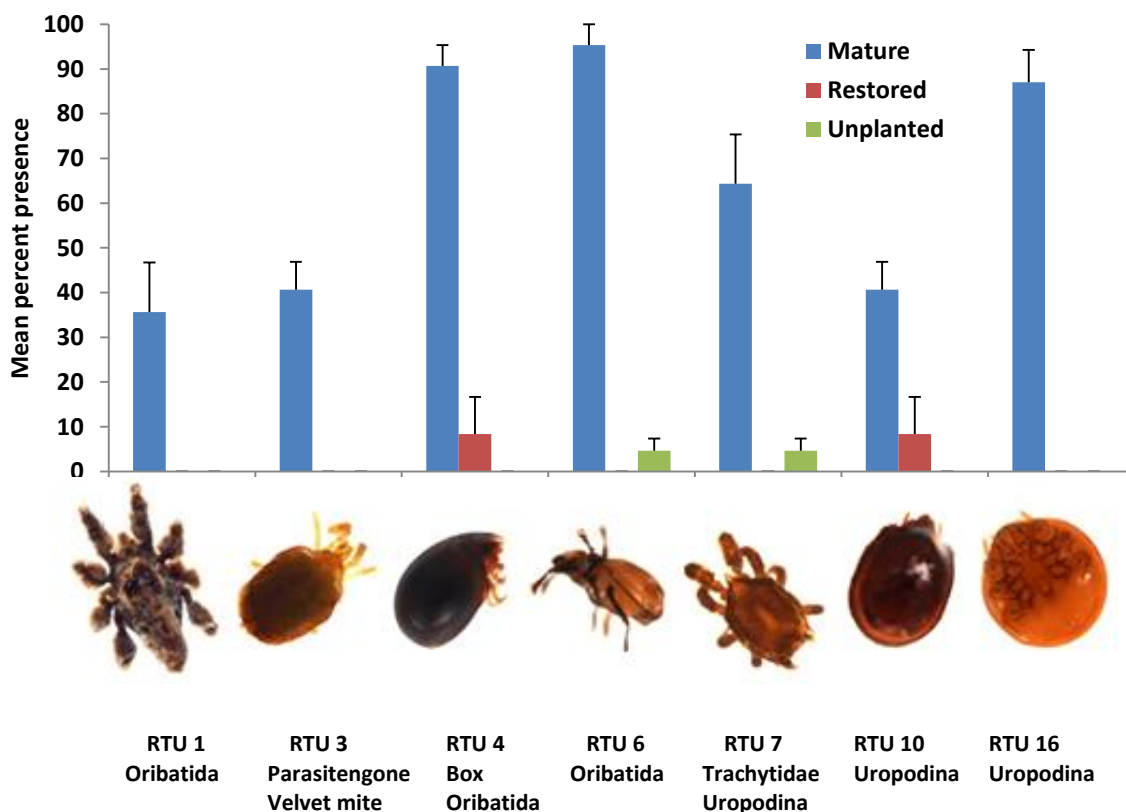 Mean percent presence
100
90
80
70
60
50
40
30
20
10
0
Mature
Restored
Unplanted
RTU 1
Oribatida
RTU 3
Parasitengone
Velvet mite
RTU 4
Box
Oribatida
RTU 6
Oribatida
RTU 7
Trachytidae
Uropodina
RTU 10
Uropodina
RTU 16
Uropodina